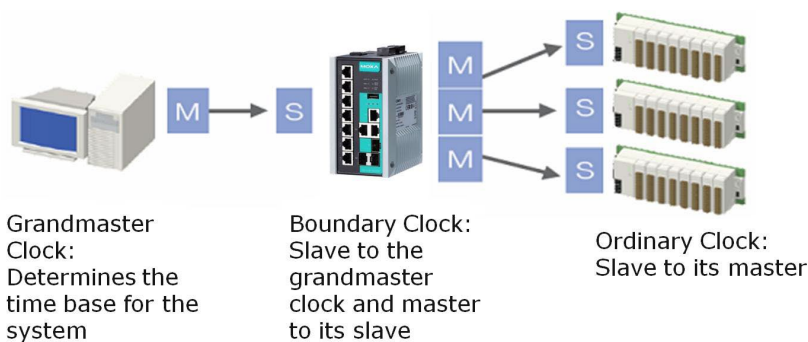 M
S
MOXA
M
M
M
S
S
S
Grandmaster
Clock:
Determines the
time base for the
system
Boundary Clock:
Slave to the
grandmaster
clock and master
to its slave
Ordinary Clock:
Slave to its master